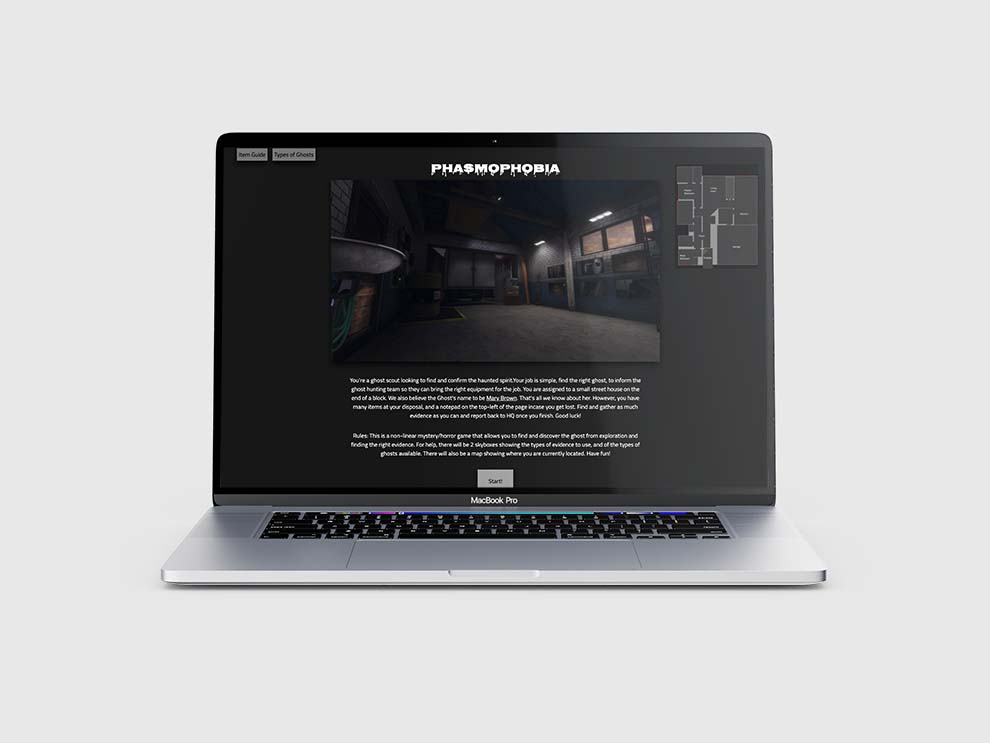 Item Guide
Types of Ghosts
PHASMOPHOBIA
You're a ghost scout looking to find and confirm the haunted spirit.Your job is simple, find the right ghost, to inform the
ghost hunting team so they can bring the right equipment for the job. You are assigned to a small street house on the
end of a block. We also believe the Ghost's name to be Mary Brown. That's all we know about her. However, you have
many items at your disposal, and a notepad on the top-left of the page incase you get lost. Find and gather as much
evidence as you can and report back to HQ once you finish. Good luck!
Rules: This is a non-linear mystery/horror game that allows you to find and discover the ghost from exploration and
finding the right evidence. For help, there will be 2 skyboxes showing the types of evidence to use, and of the types of
ghosts available. There will also be a map showing where you are currently located. Have fun!
Start!
MacBook Pro